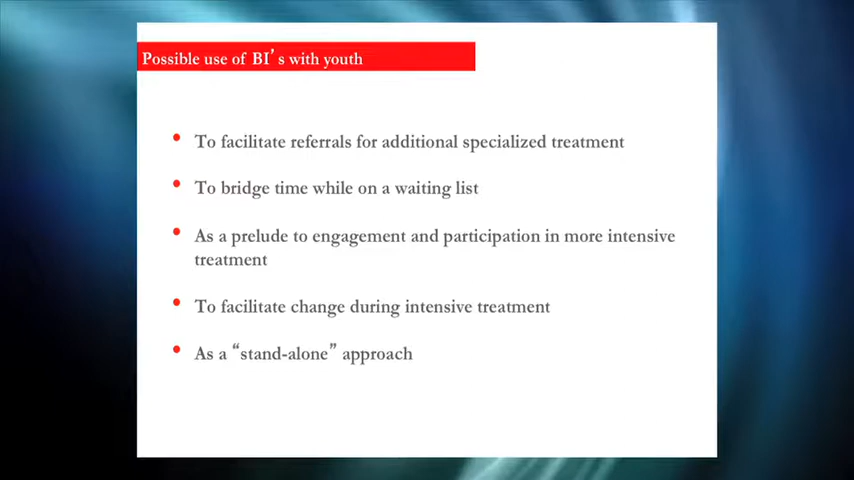 Possible use of BI’s with youth
• To facilitate referrals for additional specialized treatment
• To bridge time while on a waiting list
• As a prelude to engagement and participation in more intensive
treatment
• To facilitate change during intensive treatment
• As a “stand-alone” approach